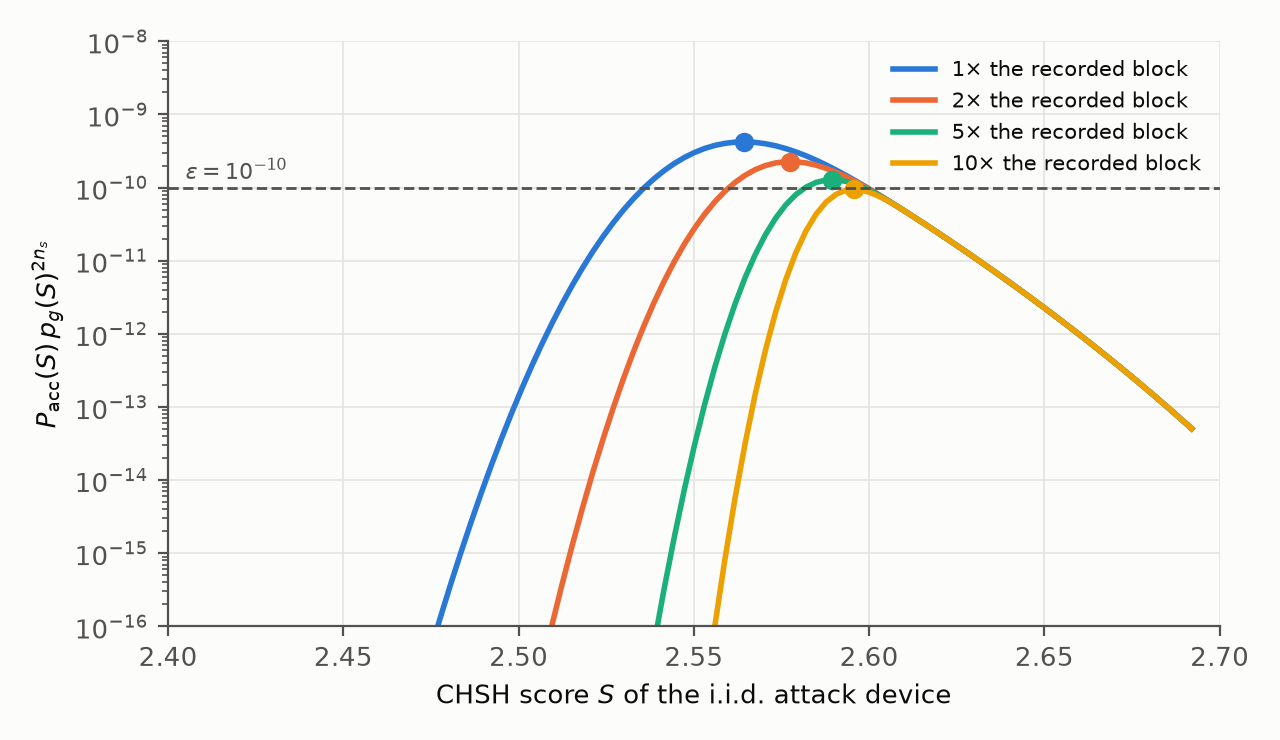 10⁻⁸
10⁻⁹
10⁻¹⁰
10⁻¹¹
10⁻¹²
10⁻¹³
10⁻¹⁴
10⁻¹⁵
10⁻¹⁶
P_acc(S) p_g(S)^{2n_s}
ε = 10⁻¹⁰
1× the recorded block
2× the recorded block
5× the recorded block
10× the recorded block
2.40 2.45 2.50 2.55 2.60 2.65 2.70
CHSH score S of the i.i.d. attack device